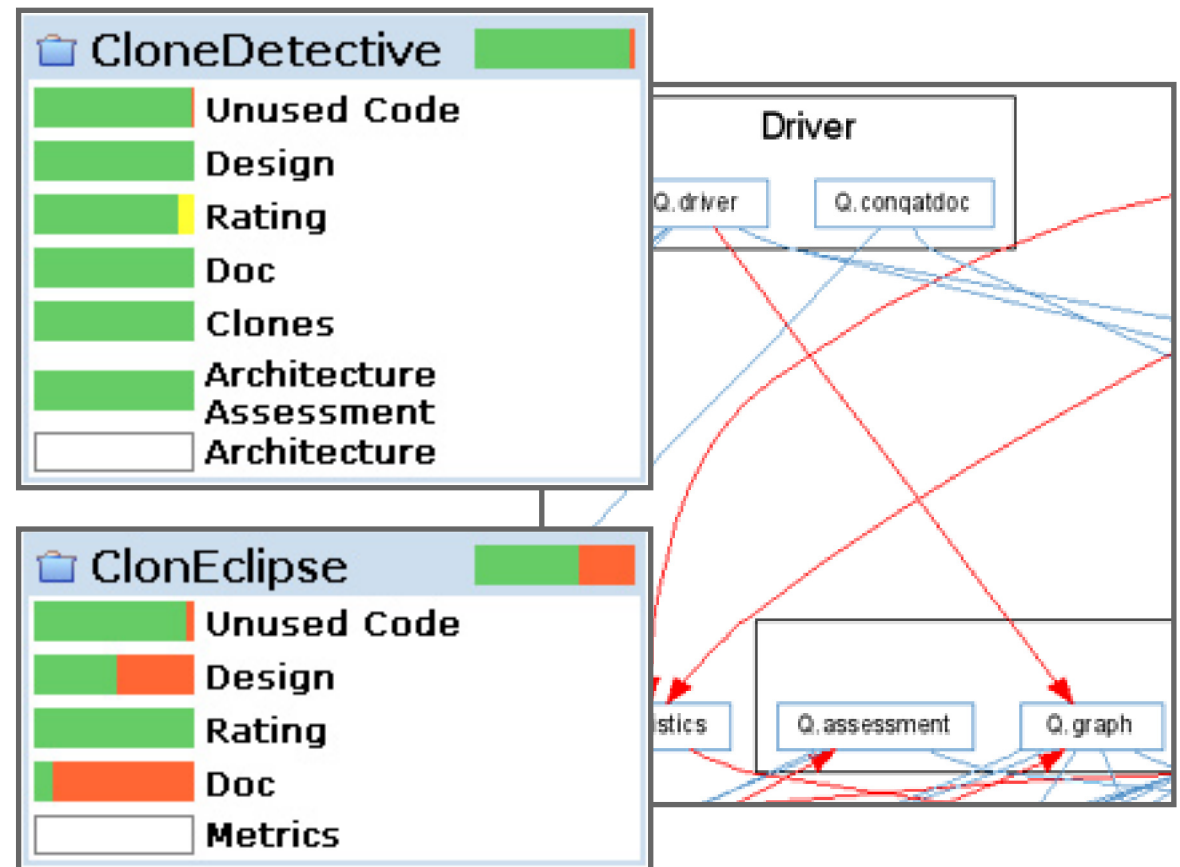 CloneDetective
Unused Code
Design
Rating
Doc
Clones
Architecture
Assessment
Architecture
ClonEclipse
Unused Code
Design
Rating
Doc
Metrics
Driver
Q.driver
Q.conqatdoc
istics
Q.assessment
Q.graph